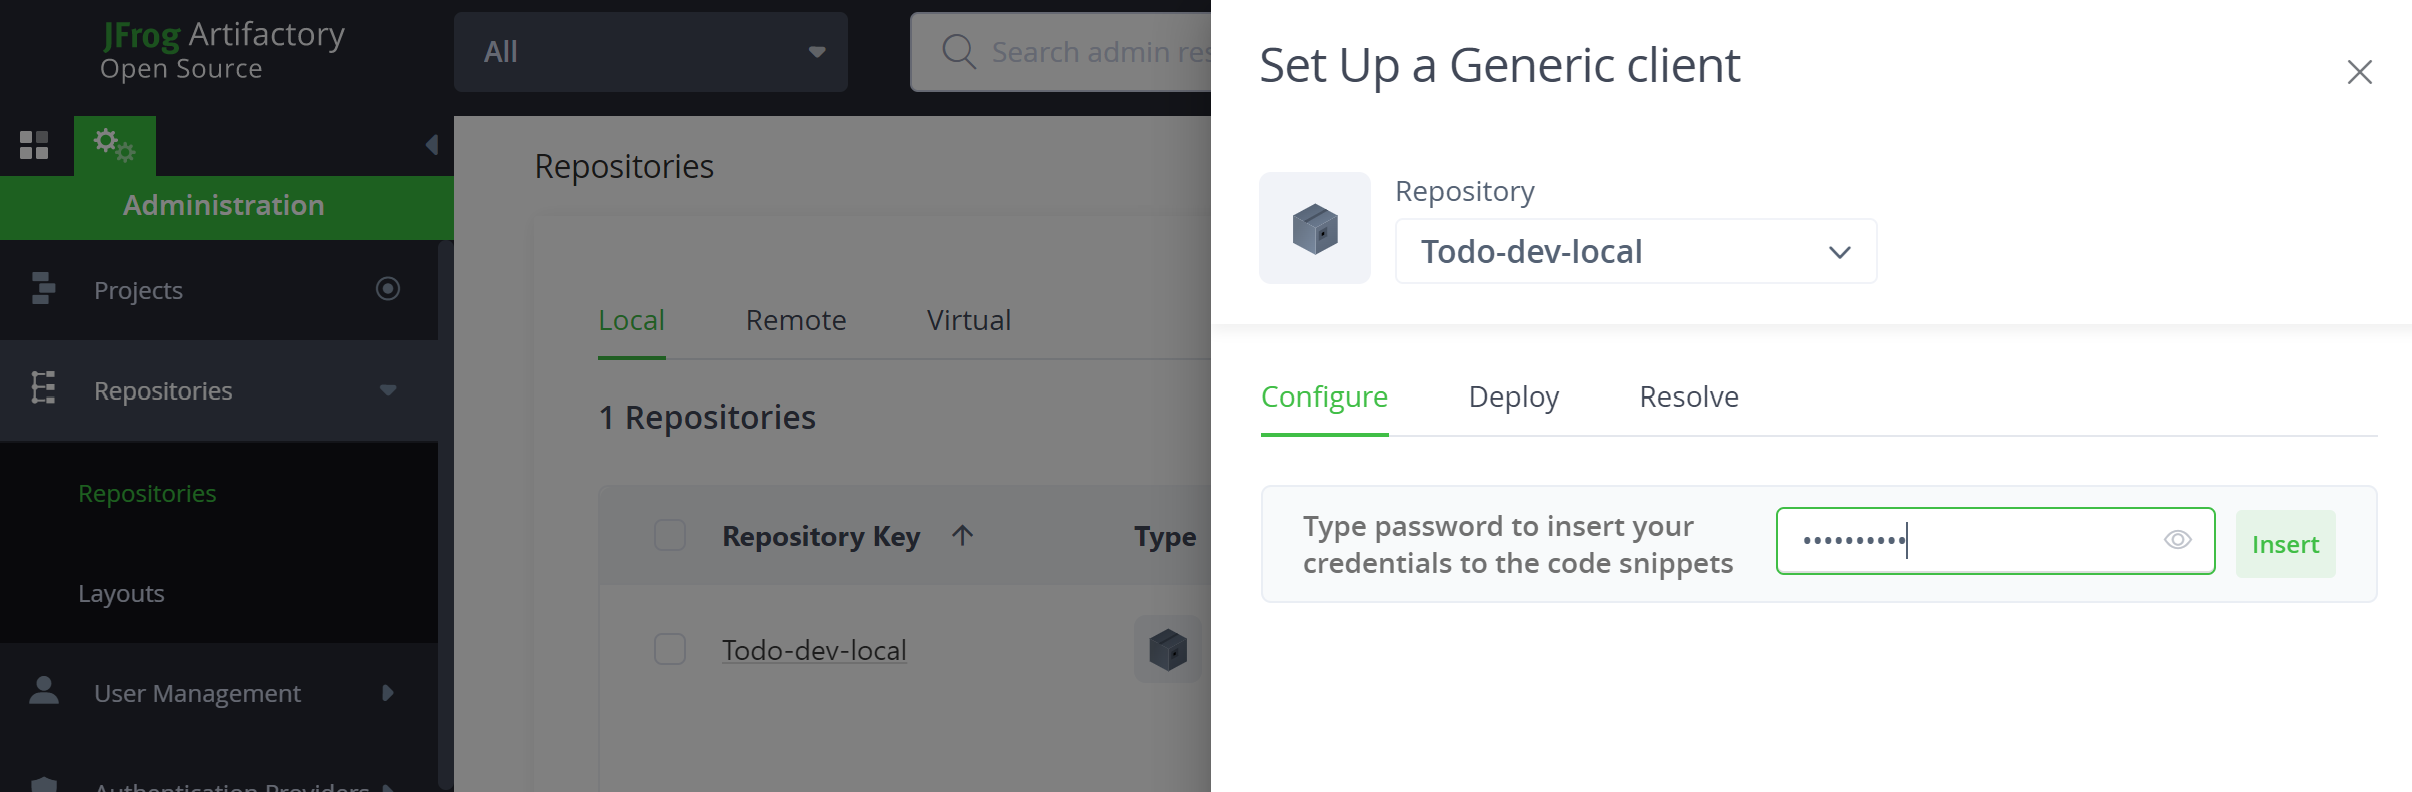 JFrog Artifactory
Open Source
All
Search admin res
Administration
Projects
Repositories
Repositories
Layouts
User Management
Authentication Providers
Repositories
Local Remote Virtual
1 Repositories
Repository Key Type
Todo-dev-local
Set Up a Generic client
Repository
Todo-dev-local
Configure Deploy Resolve
Type password to insert your
credentials to the code snippets
••••••••••
Insert